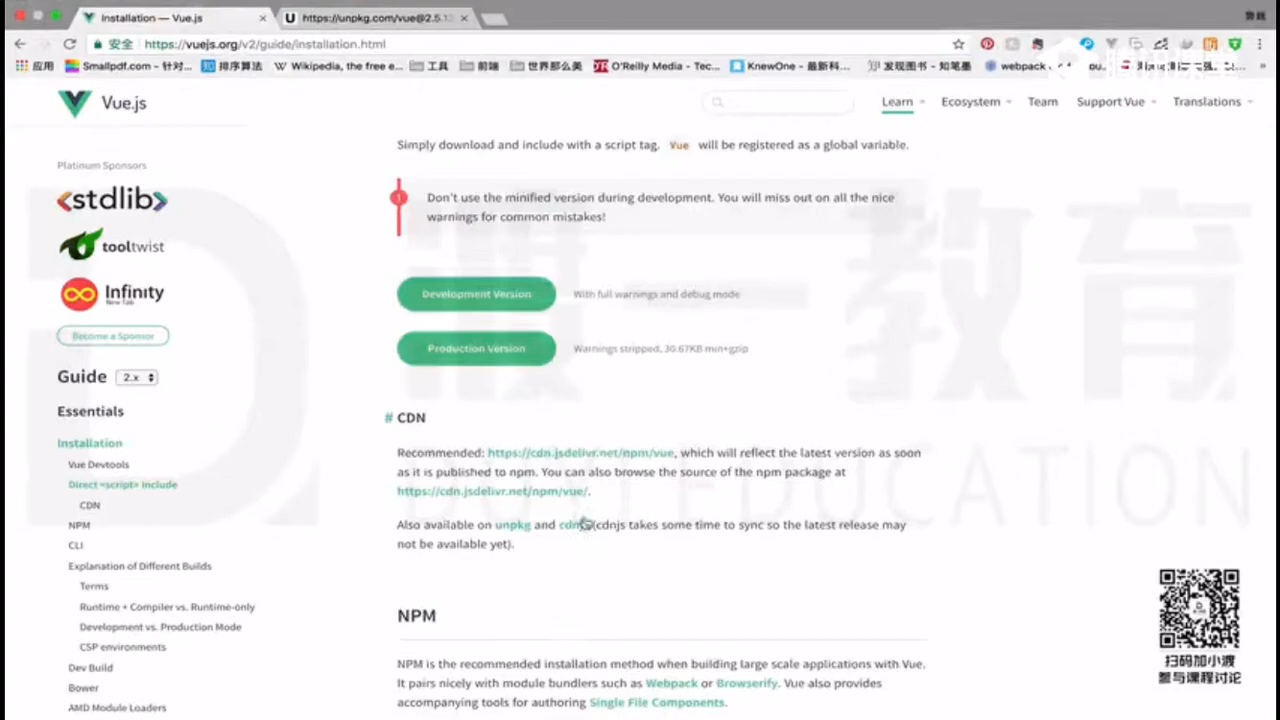 Installation — Vue.js
https://unpkg.com/vue@2.5.1
安全 https://vuejs.org/v2/guide/installation.html
应用 Smallpdf.com – 针对... 排序算法 Wikipedia, the free e... 工具 前端 世界那么美 O'Reilly Media - Tec... KnewOne - 最新科... 发现图书 - 知笔墨 webpack
腾讯课堂
Vue.js
Learn Ecosystem Team Support Vue Translations
Platinum Sponsors
<stdlib>
tooltwist
Infinity
New Tab
Become a Sponsor
Guide 2.x
Essentials
Installation
Vue Devtools
Direct <script> Include
CDN
NPM
CLI
Explanation of Different Builds
Terms
Runtime + Compiler vs. Runtime-only
Development vs. Production Mode
CSP environments
Dev Build
Bower
AMD Module Loaders
Simply download and include with a script tag. Vue will be registered as a global variable.
Don't use the minified version during development. You will miss out on all the nice
warnings for common mistakes!
Development Version With full warnings and debug mode
Production Version Warnings stripped, 30.67KB min+gzip
# CDN
Recommended: https://cdn.jsdelivr.net/npm/vue, which will reflect the latest version as soon
as it is published to npm. You can also browse the source of the npm package at
https://cdn.jsdelivr.net/npm/vue/.
Also available on unpkg and (cdnjs takes some time to sync so the latest release may
not be available yet).
NPM
NPM is the recommended installation method when building large scale applications with Vue.
It pairs nicely with module bundlers such as Webpack or Browserify. Vue also provides
accompanying tools for authoring Single File Components.
渡一教育
DUYI EDUCATION
扫码加小渡
参与课程讨论